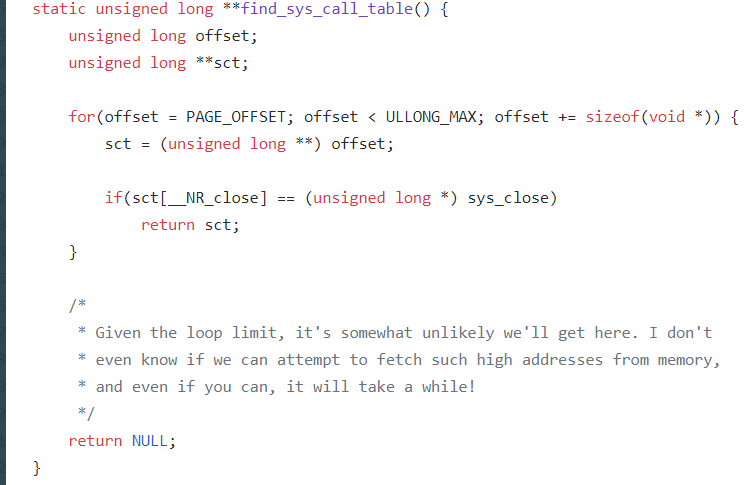 static unsigned long **find_sys_call_table() {
    unsigned long offset;
    unsigned long **sct;

    for(offset = PAGE_OFFSET; offset < ULLONG_MAX; offset += sizeof(void *)) {
        sct = (unsigned long **) offset;

        if(sct[__NR_close] == (unsigned long *) sys_close)
            return sct;
    }

    /*
     * Given the loop limit, it's somewhat unlikely we'll get here. I don't
     * even know if we can attempt to fetch such high addresses from memory,
     * and even if you can, it will take a while!
     */
    return NULL;
}